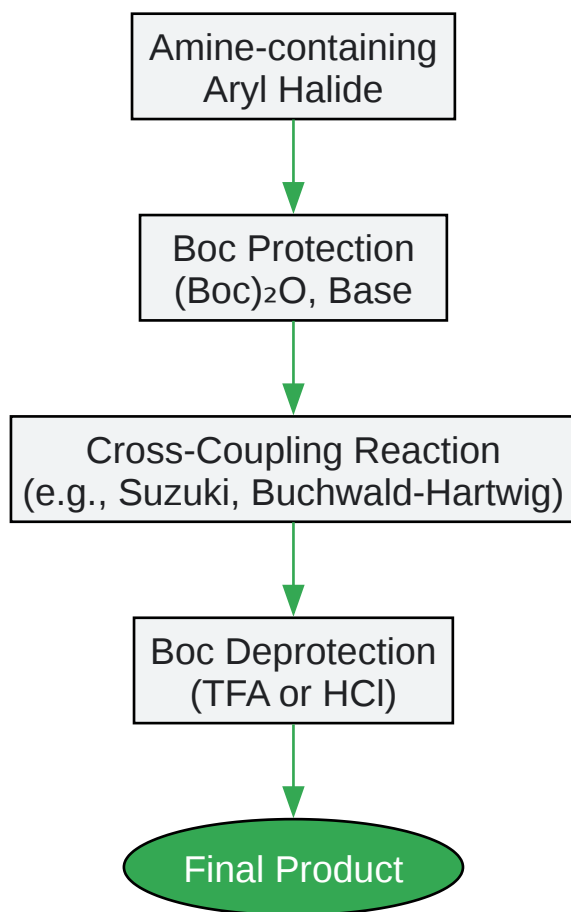 Amine-containing
Aryl Halide
Boc Protection
(Boc)₂O, Base
Cross-Coupling Reaction
(e.g., Suzuki, Buchwald-Hartwig)
Boc Deprotection
(TFA or HCl)
Final Product